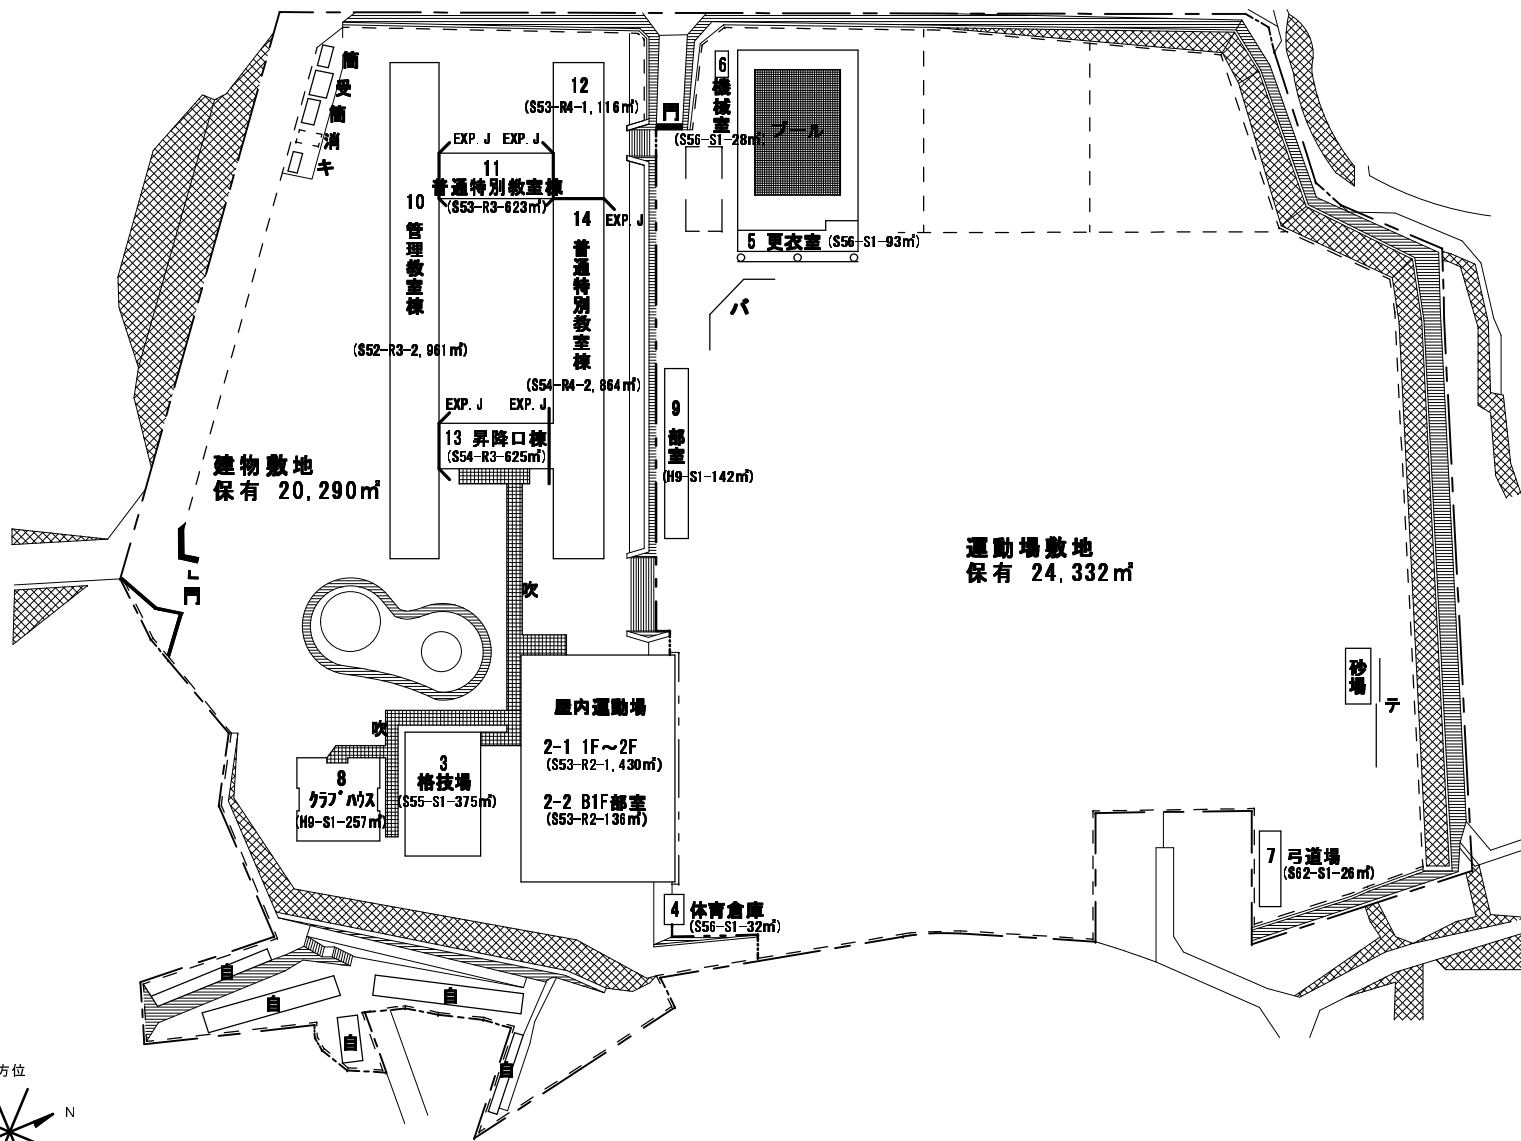 簡
受
筒
消
キ
12
(S53-R4-1,116㎡)
EXP.J EXP.J
11
普通特別教室棟
(S53-R3-623㎡)
10
管理教室棟
(S52-R3-2,961㎡)
14
EXP.J
普通特別教室棟
(S54-R4-2,864㎡)
EXP.J EXP.J
13 昇降口棟
(S54-R3-625㎡)
門
6
機械室
(S56-S1-28㎡)
プール
5 更衣室 (S56-S1-93㎡)
バ
9
部室
(H9-S1-142㎡)
建物敷地
保有 20,290㎡
門
運動場敷地
保有 24,332㎡
吹
吹
屋内運動場
2-1 1F～2F
(S53-R2-1,430㎡)
2-2 B1F部室
(S53-R2-136㎡)
3
格技場
(S55-S1-375㎡)
8
クラブハウス
(H9-S1-257㎡)
砂場
テ
7 弓道場
(S62-S1-26㎡)
4 体育倉庫
(S56-S1-32㎡)
自
自
自
自
自
方位
N